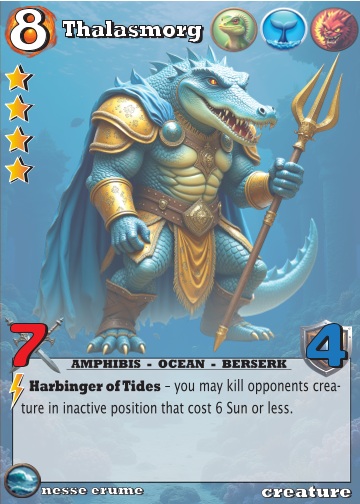 8 Thalasmorg
7
4
AMPHIBIS - OCEAN - BERSERK
Harbinger of Tides - you may kill opponents crea-
ture in inactive position that cost 6 Sun or less.
nesse erume
creature